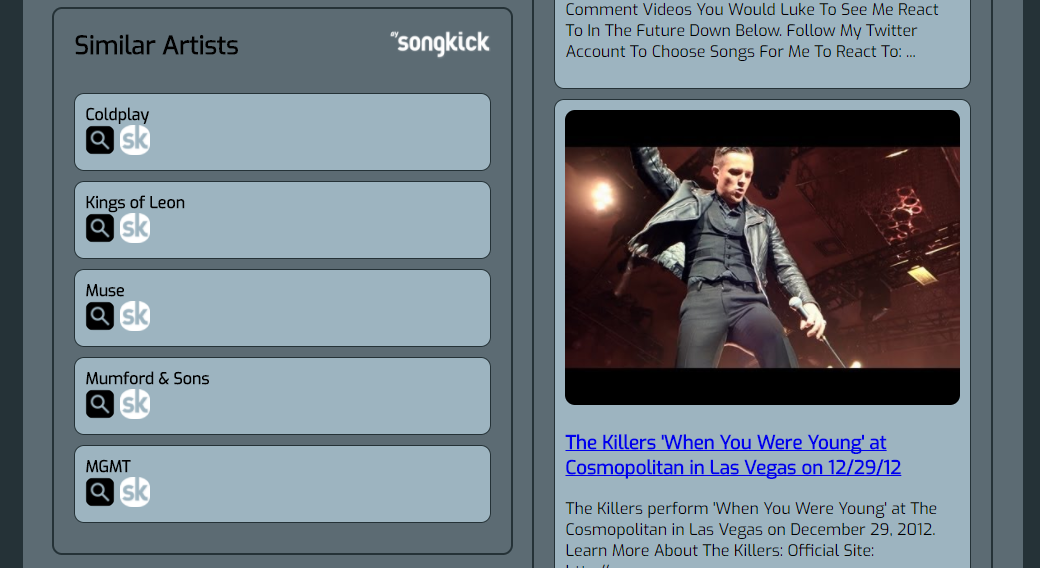 Similar Artists
my songkick
Coldplay
sk
Kings of Leon
sk
Muse
sk
Mumford & Sons
sk
MGMT
sk
Comment Videos You Would Luke To See Me React
To In The Future Down Below. Follow My Twitter
Account To Choose Songs For Me To React To: ...
The Killers 'When You Were Young' at
Cosmopolitan in Las Vegas on 12/29/12
The Killers perform 'When You Were Young' at The
Cosmopolitan in Las Vegas on December 29, 2012.
Learn More About The Killers: Official Site: